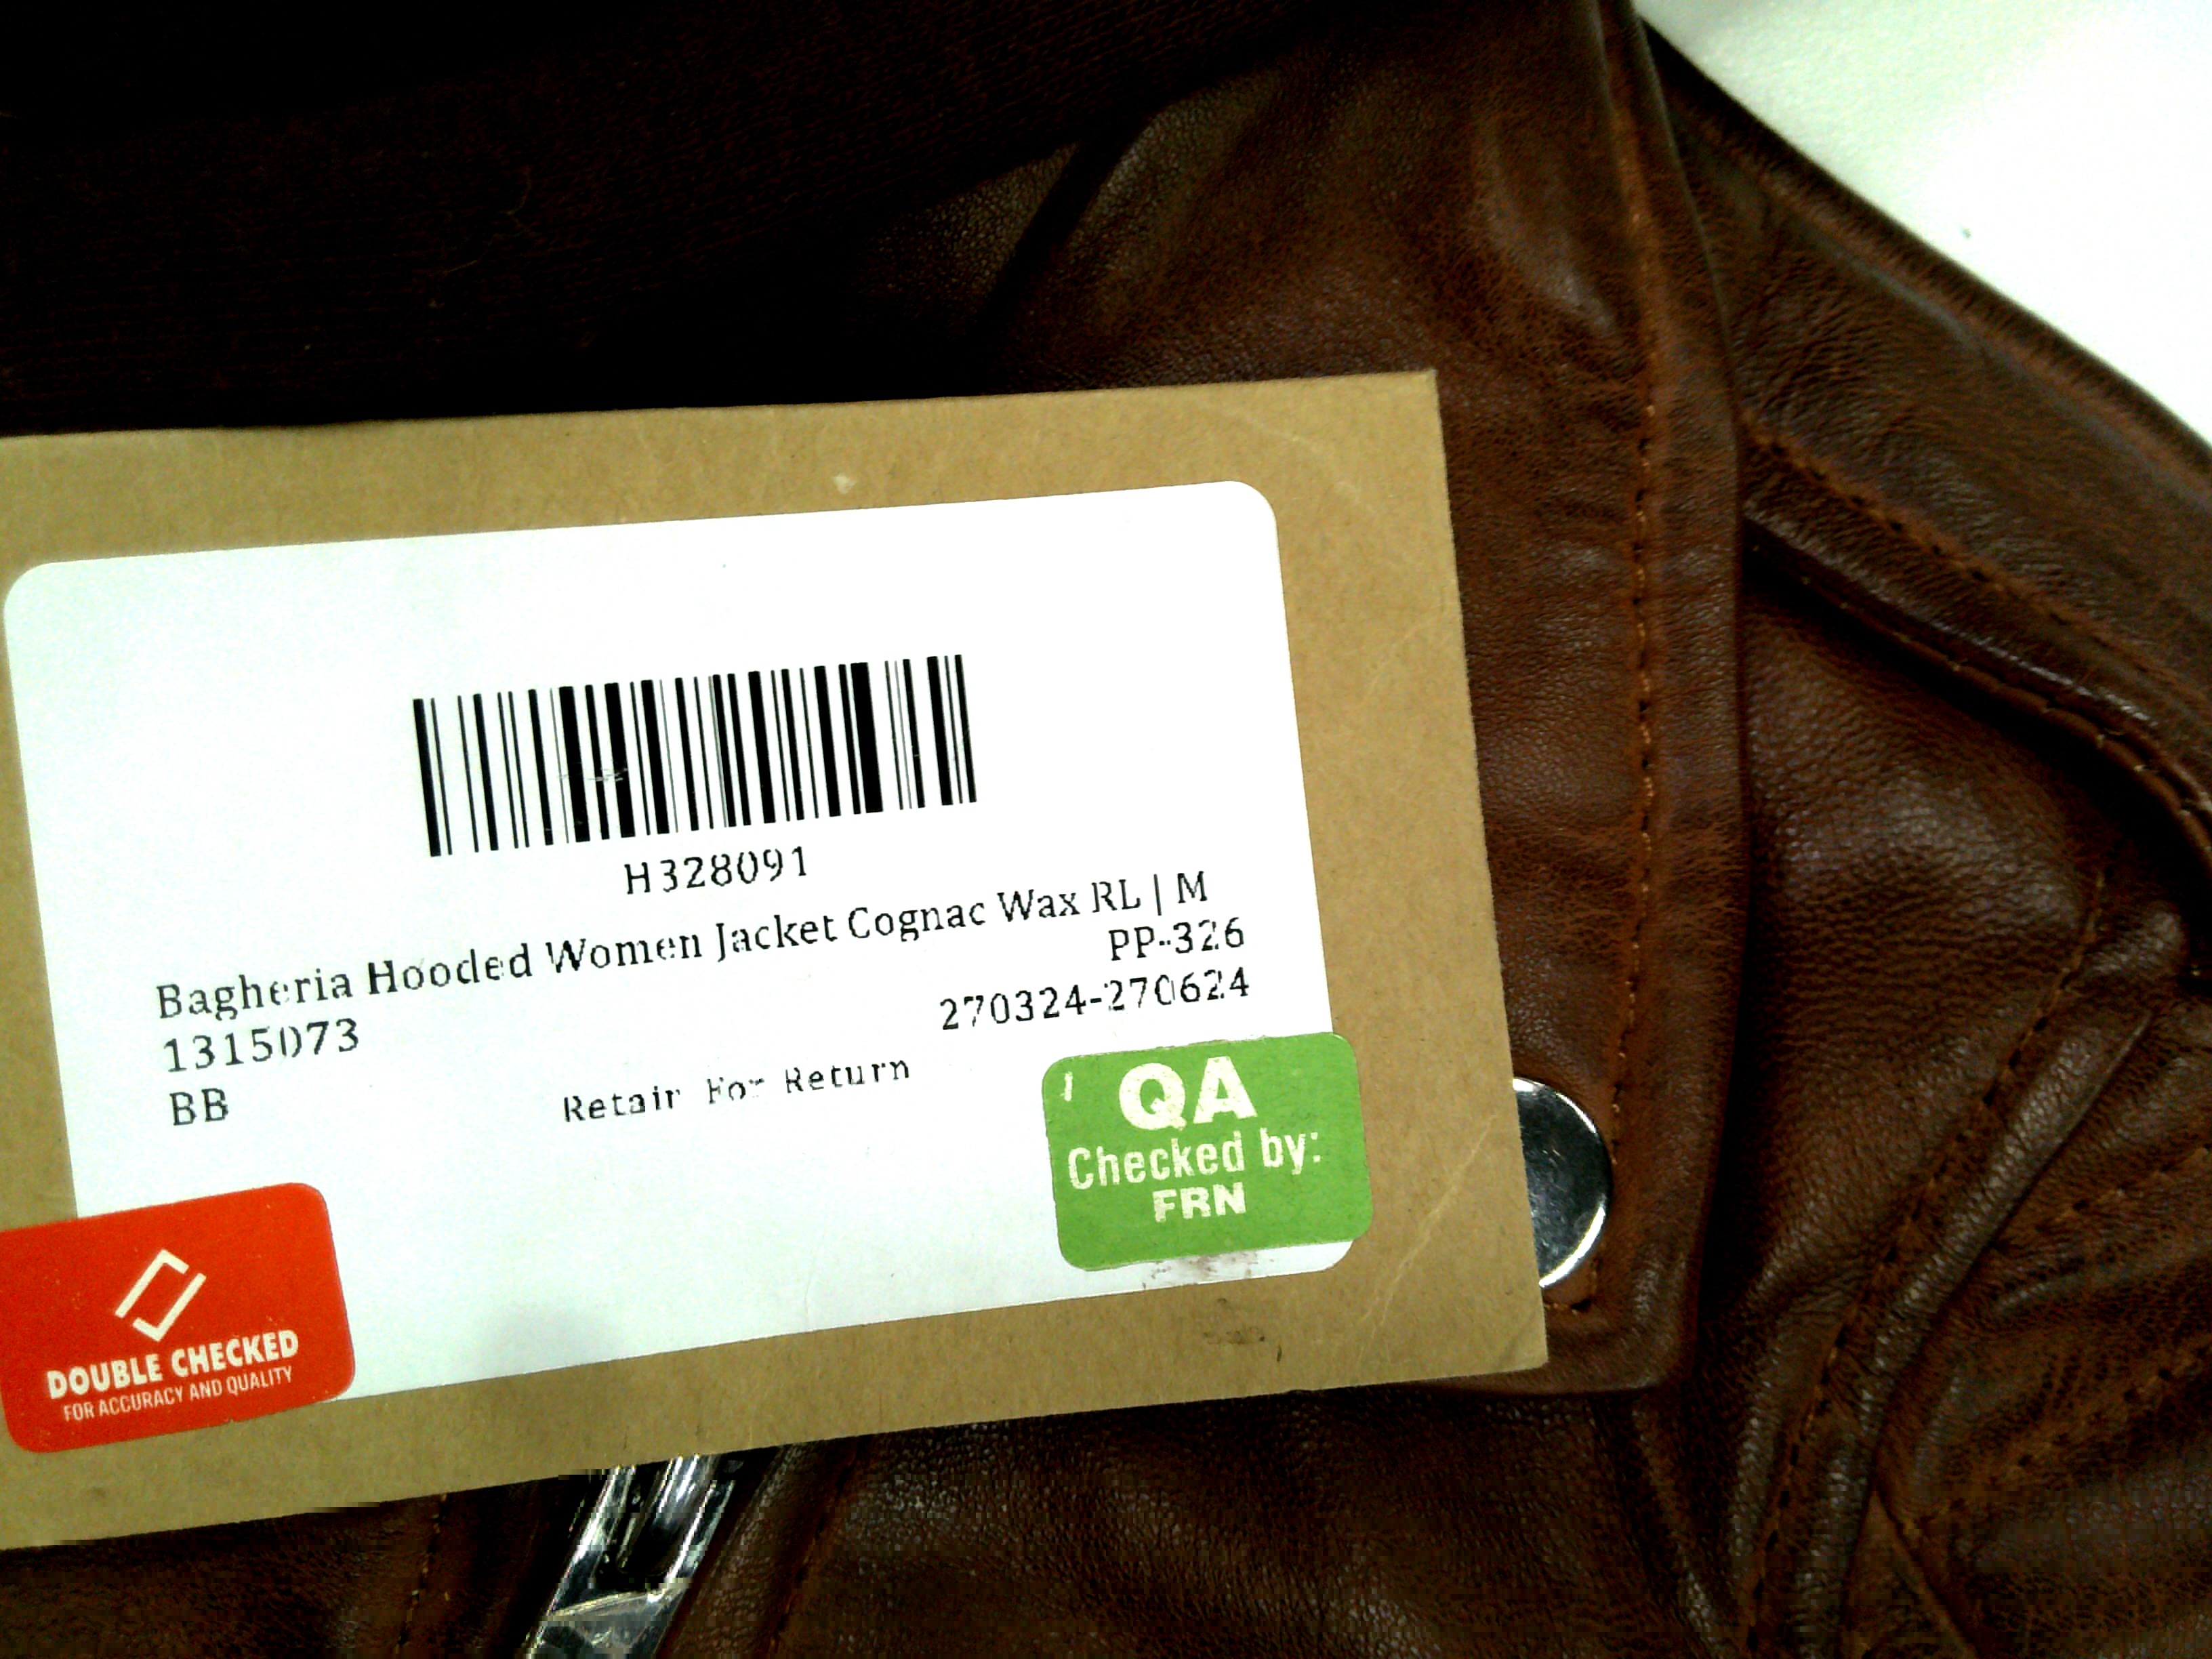 H328091
Bagheria Hooded Women Jacket Cognac Wax RL | M
PP-326
1315073
270324-270624
BB
Retain For Return
QA
Checked by:
FRN
DOUBLE CHECKED
FOR ACCURACY AND QUALITY